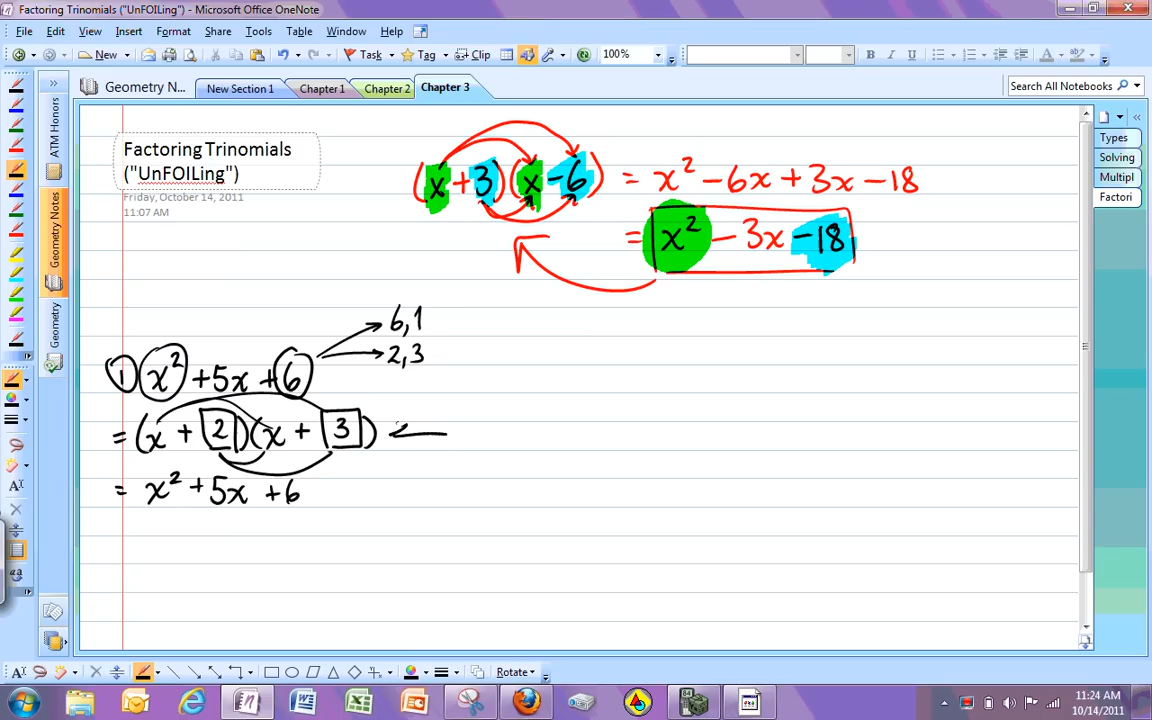 Factoring Trinomials ("UnFOILing") - Microsoft Office OneNote
File Edit View Insert Format Share Tools Table Window Help
New Task Tag Clip 100% B I U
Geometry N... New Section 1 Chapter 1 Chapter 2 Chapter 3 Search All Notebooks
ATM Honors
Geometry Notes
Geometry
Types
Solving
Multipl
Factori
Factoring Trinomials
("UnFOILing")
Friday, October 14, 2011
11:07 AM
(x+3)(x-6) = x² - 6x + 3x - 18
= x² - 3x -18
6,1
2,3
① x² +5x +6
= (x + 2)(x + 3)
= x² +5x +6
Rotate
11:24 AM
10/14/2011